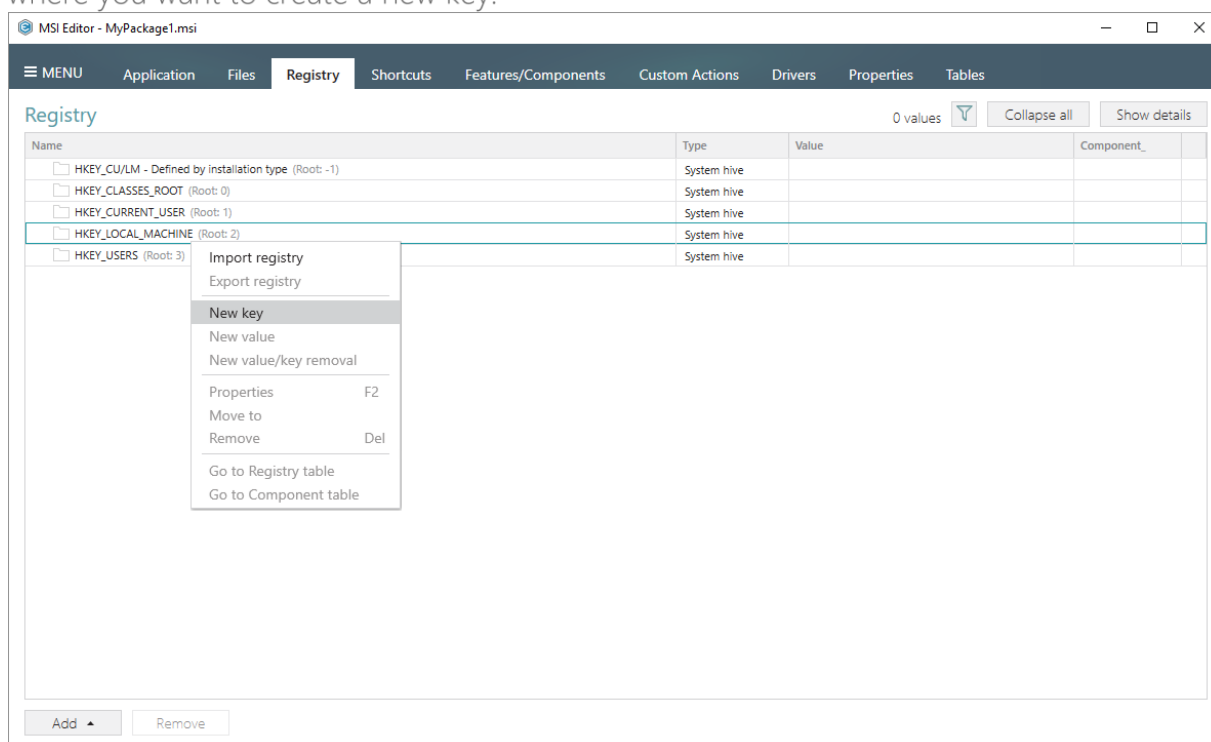 where you want to create a new key.
MSI Editor - MyPackage1.msi
MENU Application Files Registry Shortcuts Features/Components Custom Actions Drivers Properties Tables
Registry 0 values Collapse all Show details
Name Type Value Component_
HKEY_CU/LM - Defined by installation type (Root: -1) System hive
HKEY_CLASSES_ROOT (Root: 0) System hive
HKEY_CURRENT_USER (Root: 1) System hive
HKEY_LOCAL_MACHINE (Root: 2) System hive
HKEY_USERS (Root: 3) System hive
Import registry
Export registry
New key
New value
New value/key removal
Properties F2
Move to
Remove Del
Go to Registry table
Go to Component table
Add Remove